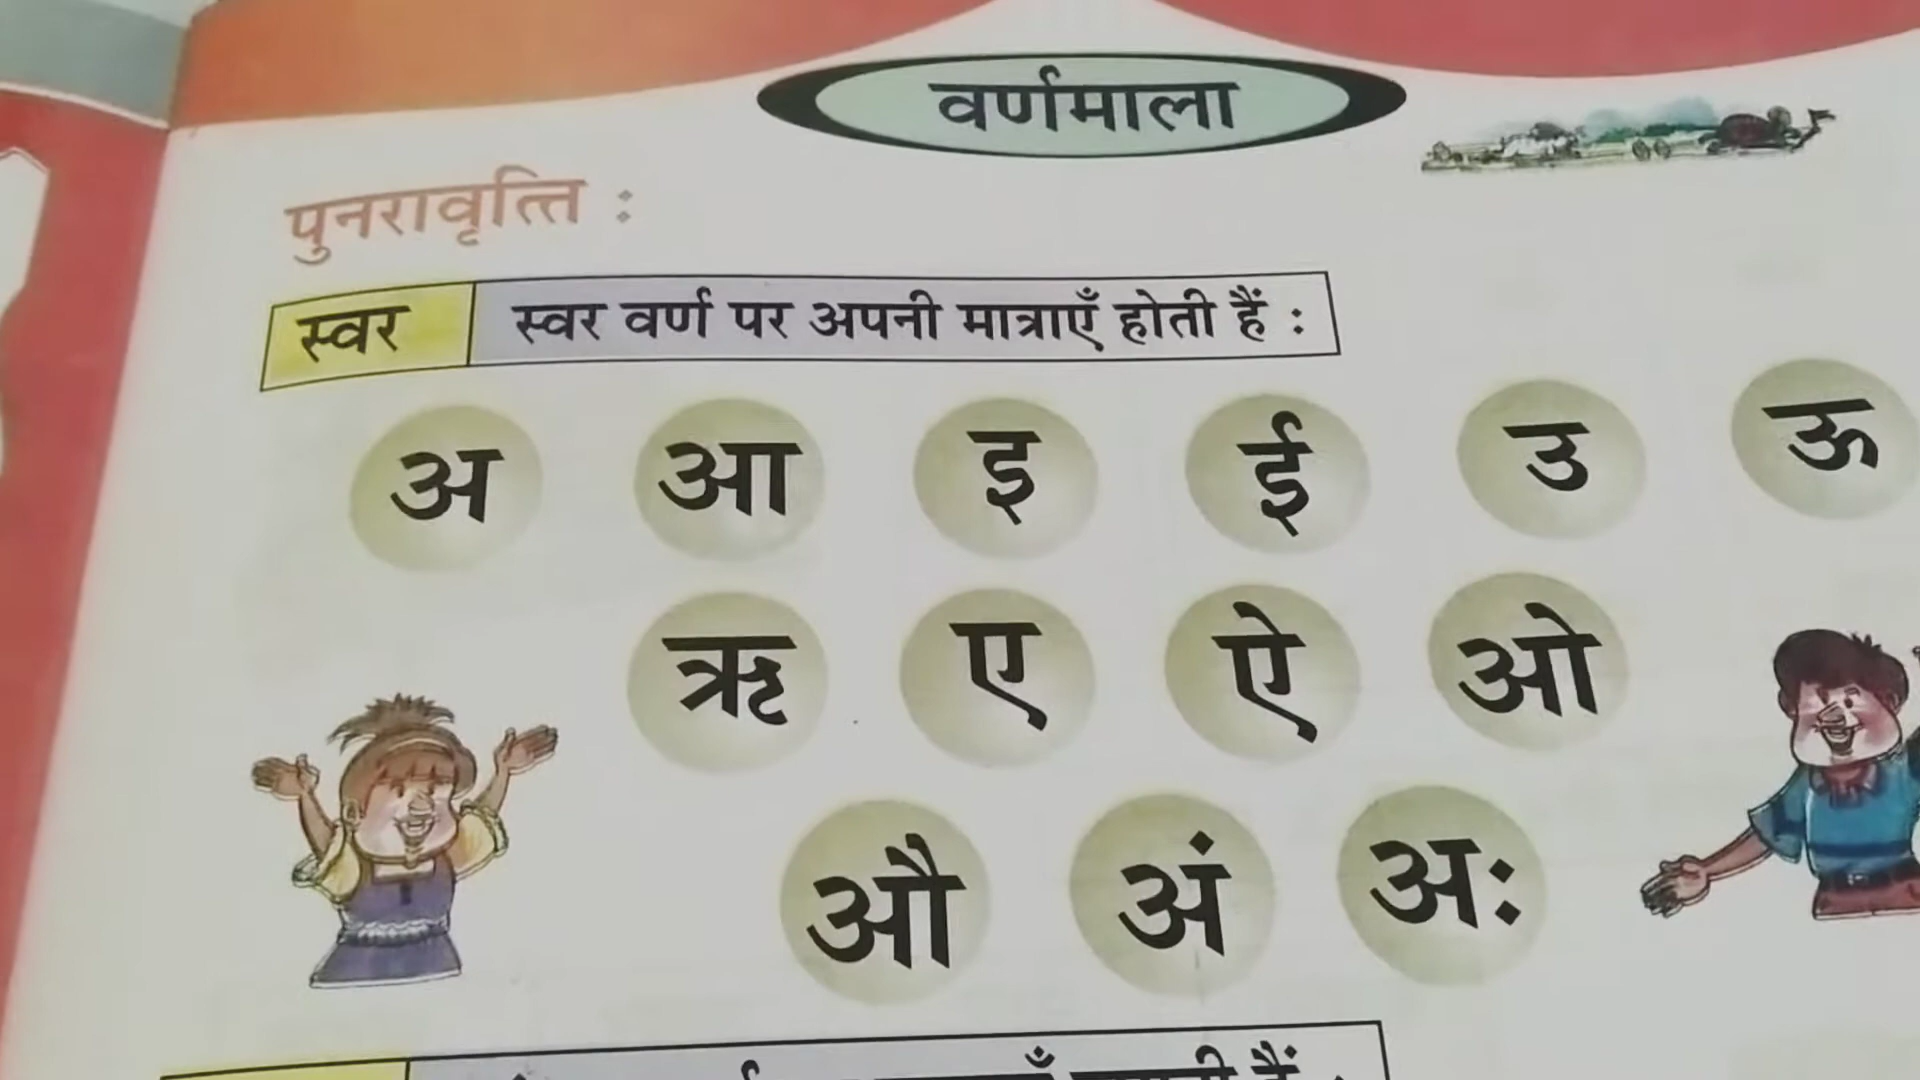 वर्णमाला
पुनरावृत्ति :
स्वर स्वर वर्ण पर अपनी मात्राएँ होती हैं :
अ आ इ ई उ ऊ
ऋ ए ऐ ओ
औ अं अः